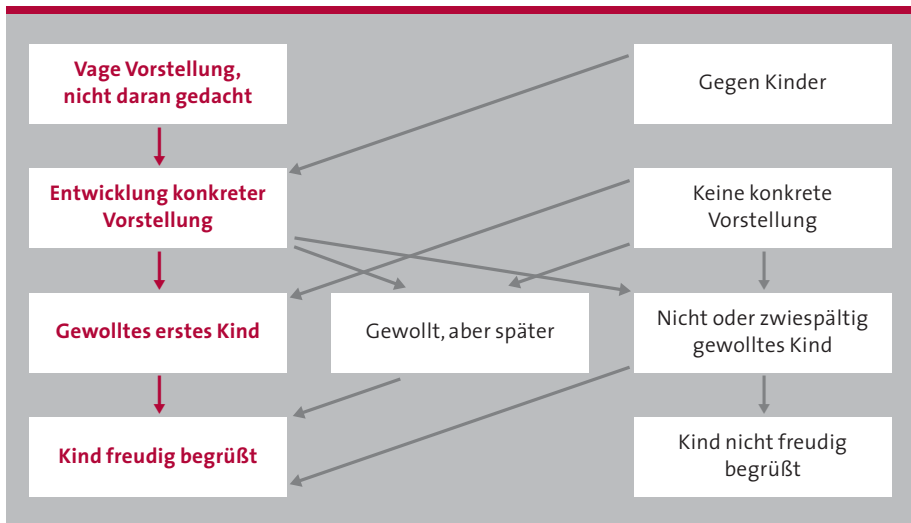 Vage Vorstellung,
nicht daran gedacht
Gegen Kinder
Entwicklung konkreter
Vorstellung
Keine konkrete
Vorstellung
Gewolltes erstes Kind
Gewollt, aber später
Nicht oder zwiespältig
gewolltes Kind
Kind freudig begrüßt
Kind nicht freudig
begrüßt